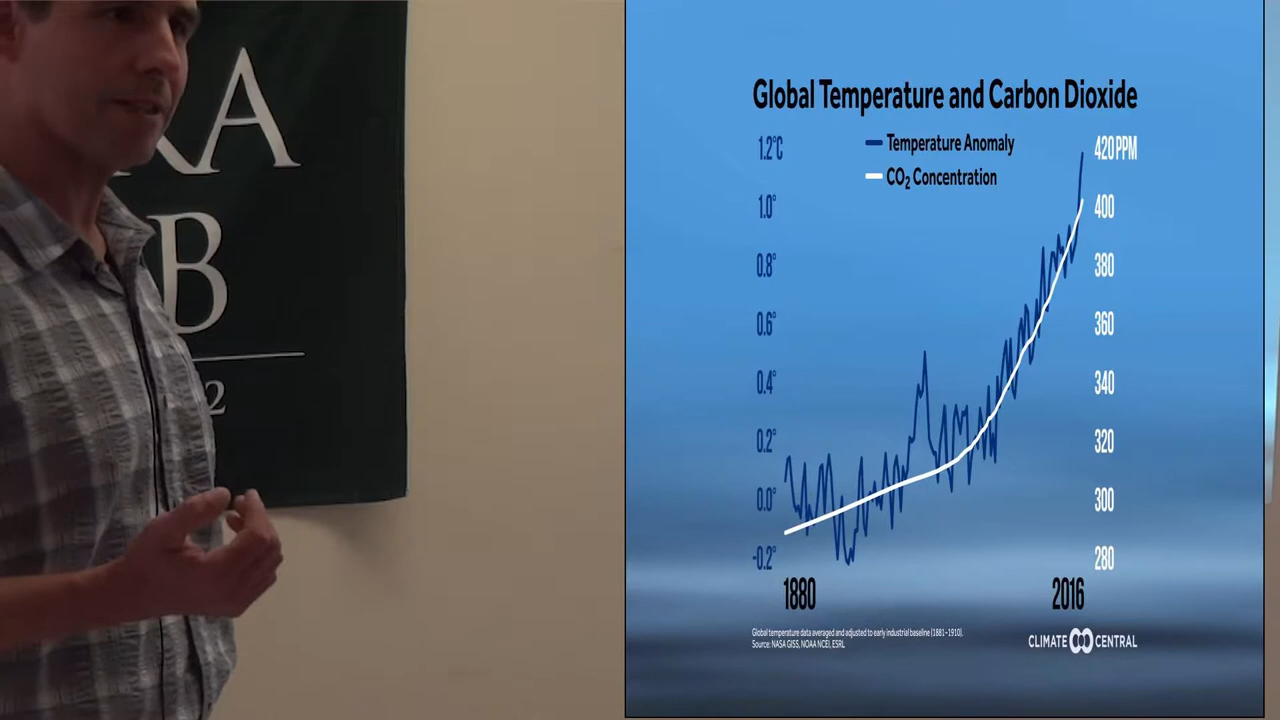 RA
B
2
Global Temperature and Carbon Dioxide
Temperature Anomaly
CO₂ Concentration
1.2°C
1.0°
0.8°
0.6°
0.4°
0.2°
0.0°
-0.2°
420 PPM
400
380
360
340
320
300
280
1880
2016
Global temperature data averaged and adjusted to early industrial baseline (1881-1910).
Source: NASA GISS, NOAA NCEI, ESRL
CLIMATE CENTRAL